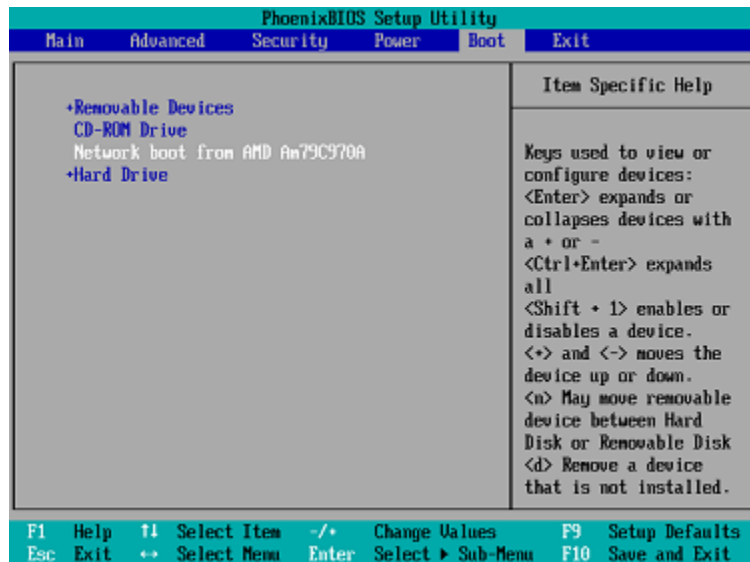 PhoenixBIOS Setup Utility
Main Advanced Security Power Boot Exit
+Removable Devices
CD-ROM Drive
Network boot from AMD Am79C970A
+Hard Drive
Item Specific Help
Keys used to view or
configure devices:
<Enter> expands or
collapses devices with
a + or -
<Ctrl+Enter> expands
all
<Shift + 1> enables or
disables a device.
<+> and <-> moves the
device up or down.
<n> May move removable
device between Hard
Disk or Removable Disk
<d> Remove a device
that is not installed.
F1 Help ↑↓ Select Item -/+ Change Values F9 Setup Defaults
Esc Exit ↔ Select Menu Enter Select ▶ Sub-Menu F10 Save and Exit